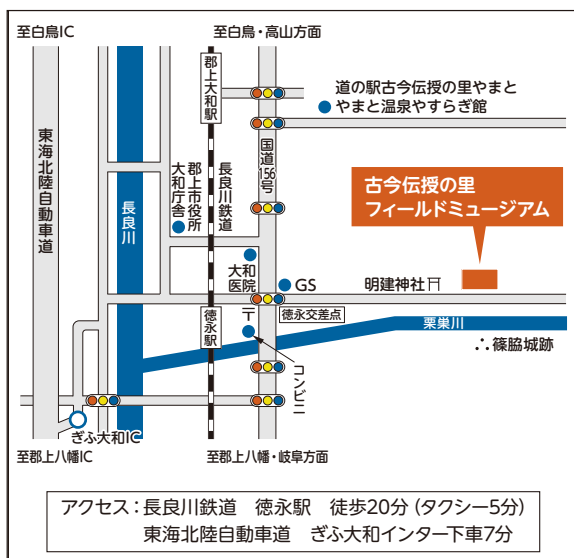 至白鳥IC
至白鳥・高山方面
郡上大和駅
道の駅古今伝授の里やまと
やまと温泉やすらぎ館
東海北陸自動車道
長良川
郡上市役所
大和庁舎
長良川鉄道
国道156号
古今伝授の里
フィールドミュージアム
大和
医院
GS
明建神社
徳永交差点
徳永駅
〒
コンビニ
栗巣川
∴篠脇城跡
ぎふ大和IC
至郡上八幡IC
至郡上八幡・岐阜方面
アクセス：長良川鉄道 徳永駅 徒歩20分（タクシー5分）
東海北陸自動車道 ぎふ大和インター下車7分